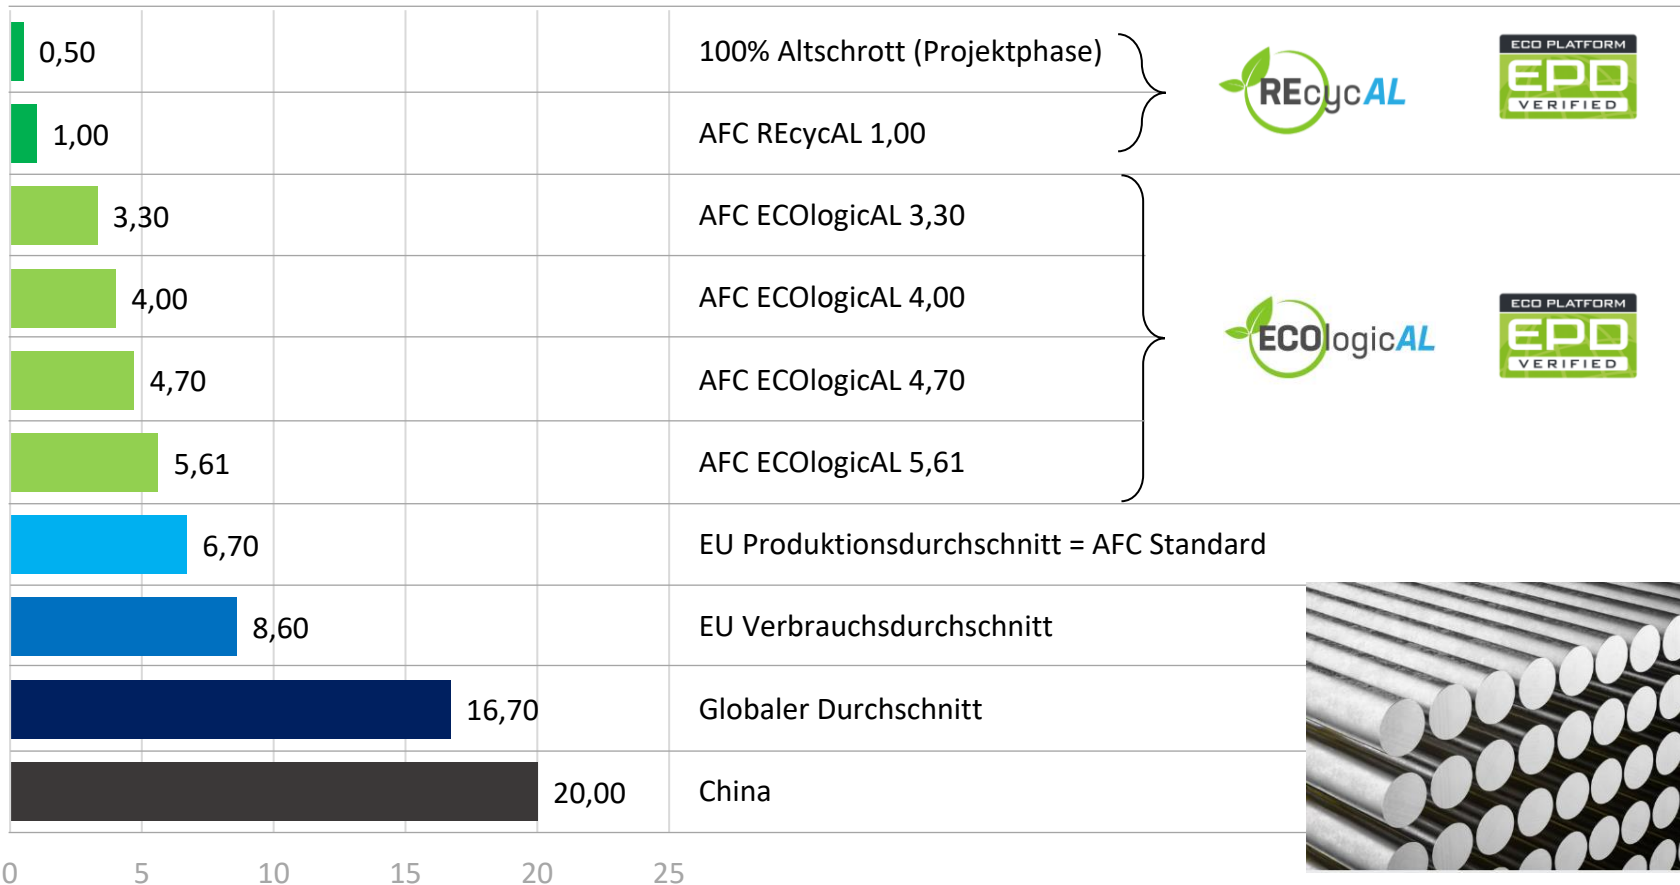 0,50 100% Altschrott (Projektphase)
REcycAL
ECO PLATFORM
EPD
VERIFIED
1,00 AFC REcycAL 1,00
3,30 AFC ECOlogicAL 3,30
4,00 AFC ECOlogicAL 4,00
ECOlogicAL
ECO PLATFORM
EPD
VERIFIED
4,70 AFC ECOlogicAL 4,70
5,61 AFC ECOlogicAL 5,61
6,70 EU Produktionsdurchschnitt = AFC Standard
8,60 EU Verbrauchsdurchschnitt
16,70 Globaler Durchschnitt
20,00 China
0 5 10 15 20 25